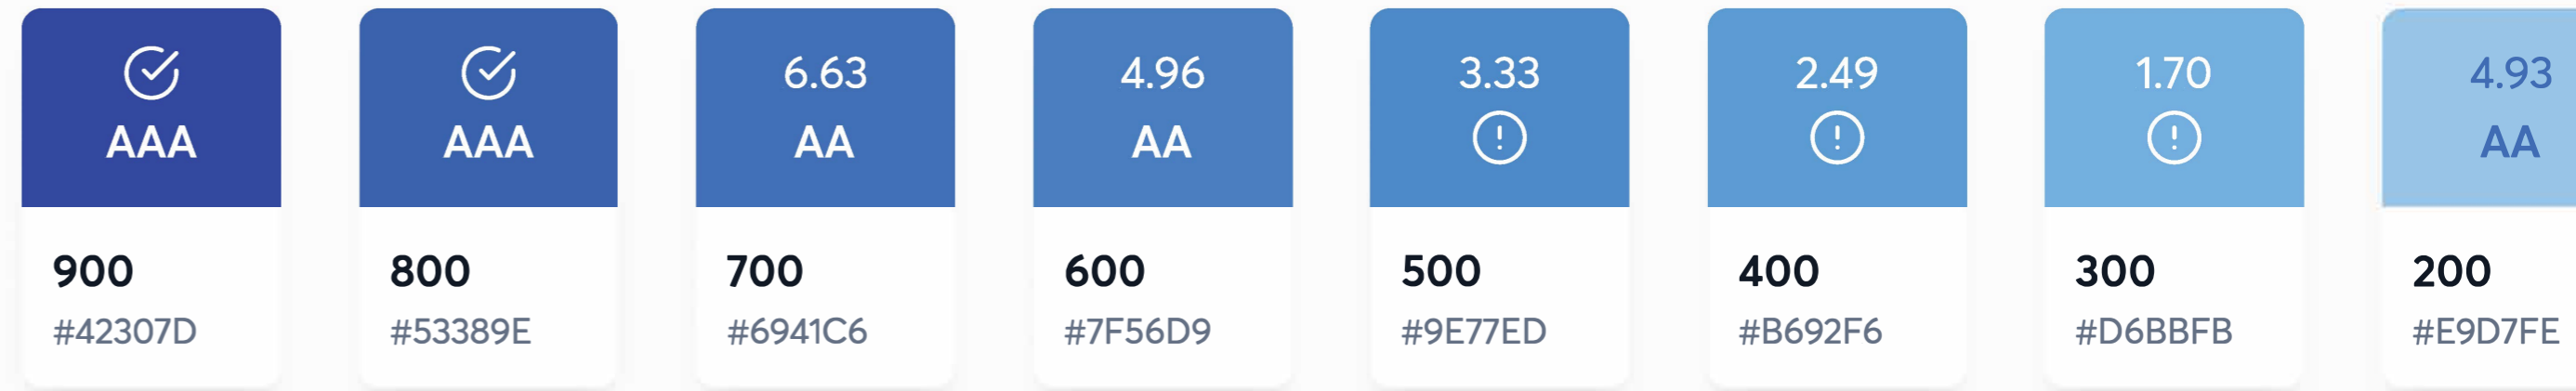 AAA
900
#42307D
AAA
800
#53389E
6.63
AA
700
#6941C6
4.96
AA
600
#7F56D9
3.33
500
#9E77ED
2.49
400
#B692F6
1.70
300
#D6BBFB
4.93
AA
200
#E9D7FE